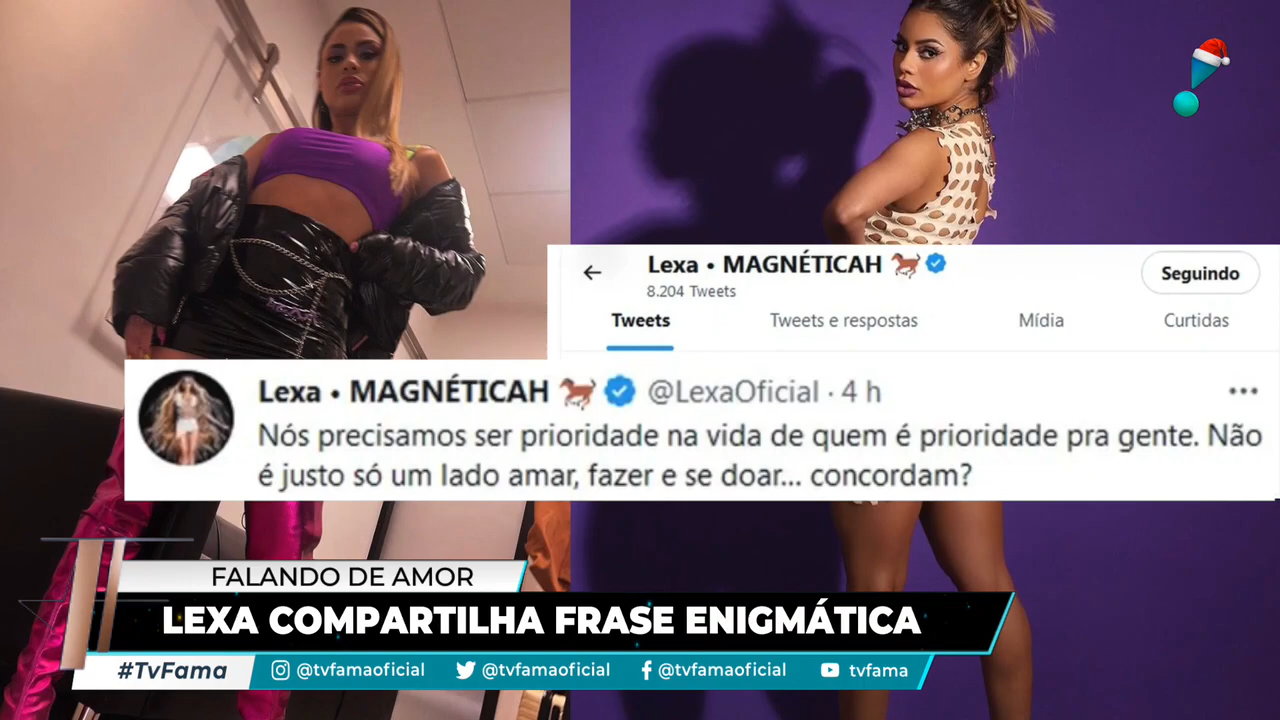 Lexa • MAGNÉTICAH 🐎
8.204 Tweets
Seguindo
Tweets
Tweets e respostas
Mídia
Curtidas
Lexa • MAGNÉTICAH 🐎 @LexaOficial · 4 h
Nós precisamos ser prioridade na vida de quem é prioridade pra gente. Não
é justo só um lado amar, fazer e se doar... concordam?
FALANDO DE AMOR
LEXA COMPARTILHA FRASE ENIGMÁTICA
#TvFama @tvfamaoficial @tvfamaoficial @tvfamaoficial tvfama